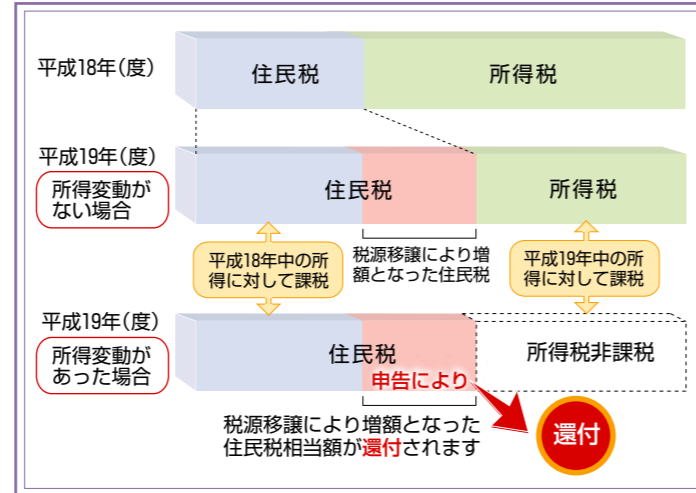 平成18年(度)
住民税
所得税
平成19年(度)
所得変動が
ない場合
住民税
所得税
平成18年中の所
得に対して課税
税源移譲により増
額となった住民税
平成19年中の所
得に対して課税
平成19年(度)
所得変動が
あった場合
住民税
所得税非課税
申告により
税源移譲により増額となった
住民税相当額が還付されます
還付